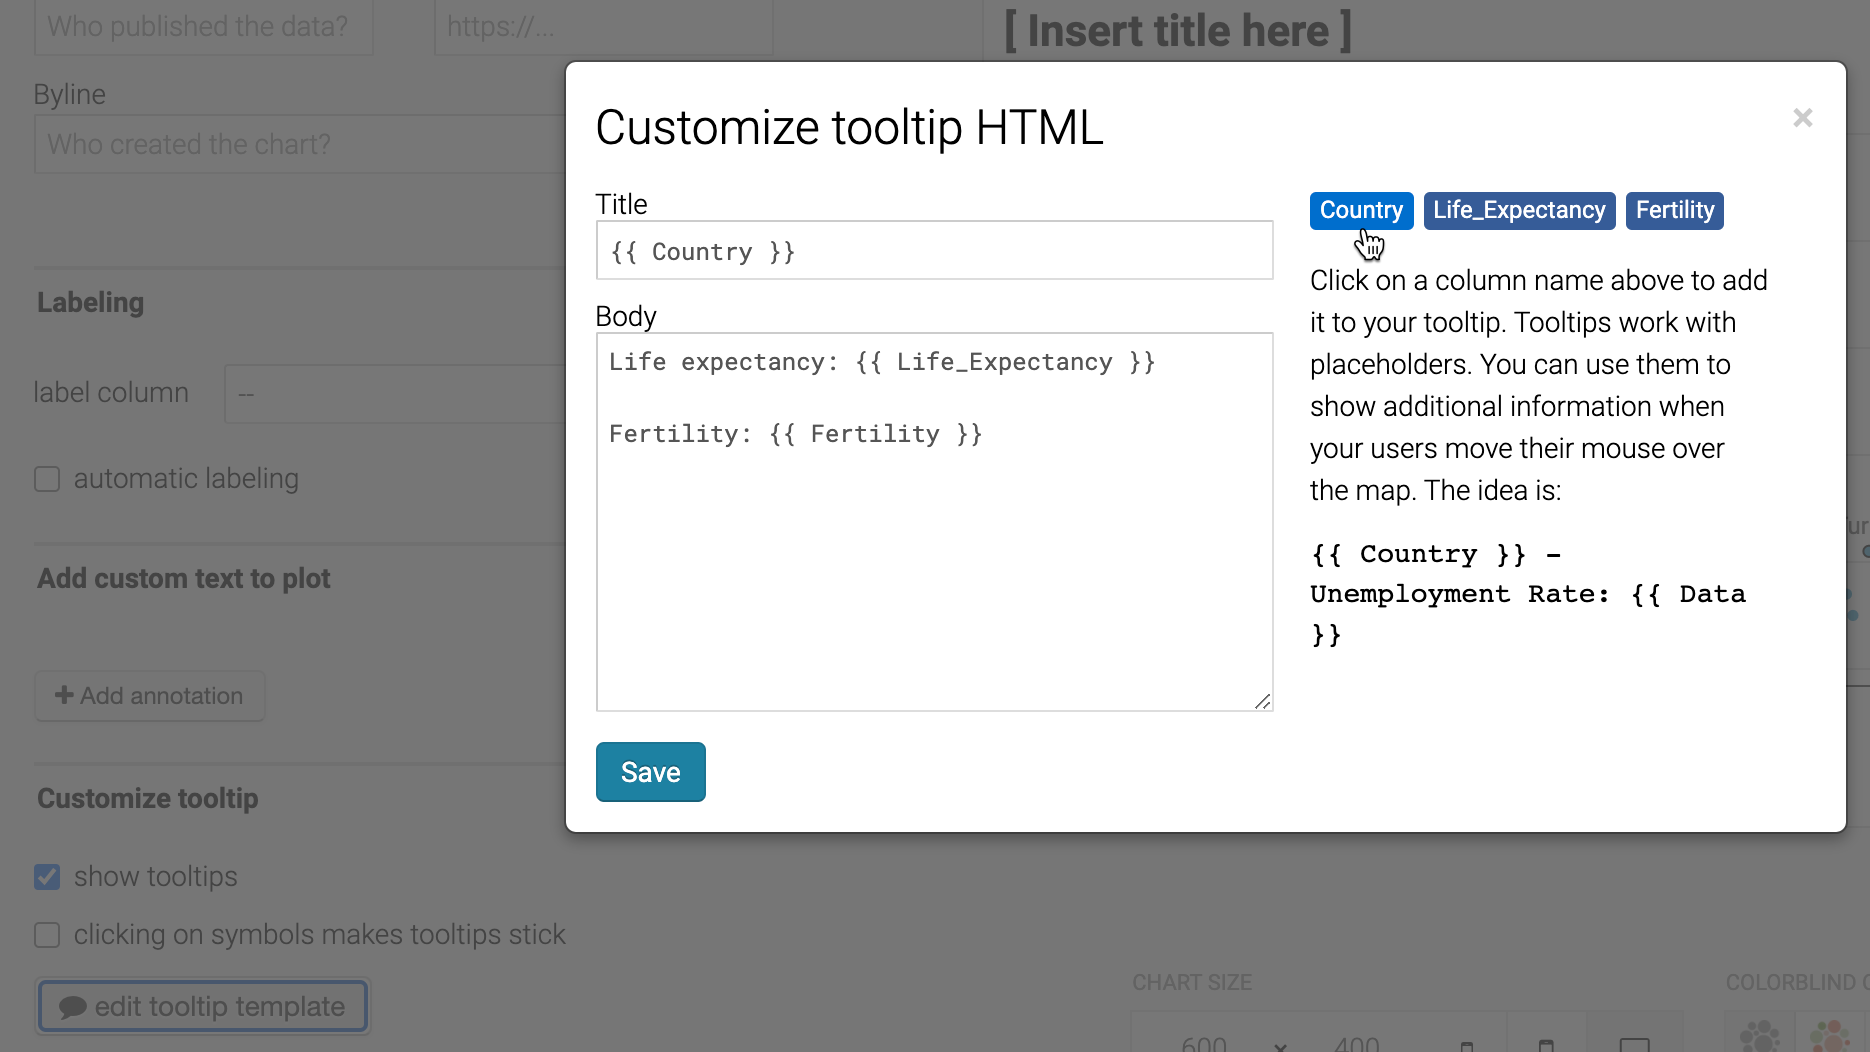 Who published the data?
https://...
[ Insert title here ]
Byline
Who created the chart?
Labeling
label column
--
automatic labeling
Add custom text to plot
Add annotation
Customize tooltip
show tooltips
clicking on symbols makes tooltips stick
edit tooltip template
Customize tooltip HTML
×
Title
{{ Country }}
Body
Life expectancy: {{ Life_Expectancy }}
Fertility: {{ Fertility }}
Save
Country Life_Expectancy Fertility
Click on a column name above to add
it to your tooltip. Tooltips work with
placeholders. You can use them to
show additional information when
your users move their mouse over
the map. The idea is:
{{ Country }} –
Unemployment Rate: {{ Data
}}
CHART SIZE
600 × 400
COLORBLIND